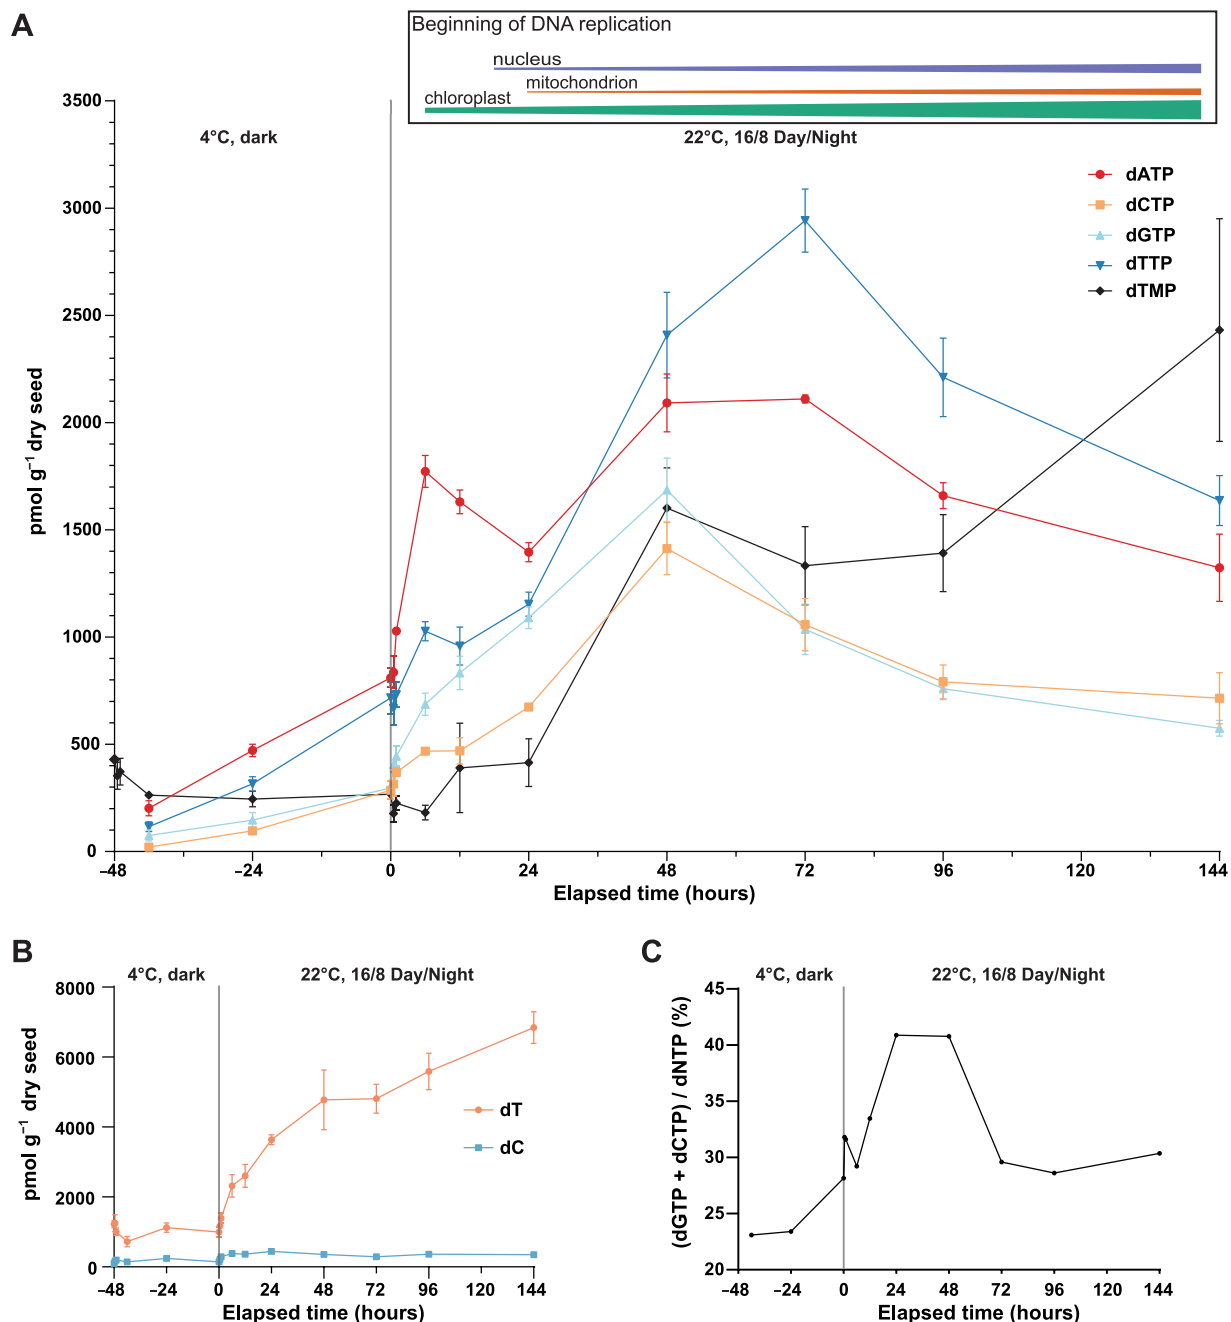 A
Beginning of DNA replication
nucleus
mitochondrion
chloroplast
4°C, dark
22°C, 16/8 Day/Night
dATP
dCTP
dGTP
dTTP
dTMP
pmol g⁻¹ dry seed
3500
3000
2500
2000
1500
1000
500
0
–48
–24
0
24
48
72
96
120
144
Elapsed time (hours)
B
4°C, dark
22°C, 16/8 Day/Night
pmol g⁻¹ dry seed
8000
6000
4000
2000
0
dT
dC
–48
–24
0
24
48
72
96
120
144
Elapsed time (hours)
C
4°C, dark
22°C, 16/8 Day/Night
(dGTP + dCTP) / dNTP (%)
45
40
35
30
25
20
–48
–24
0
24
48
72
96
120
144
Elapsed time (hours)